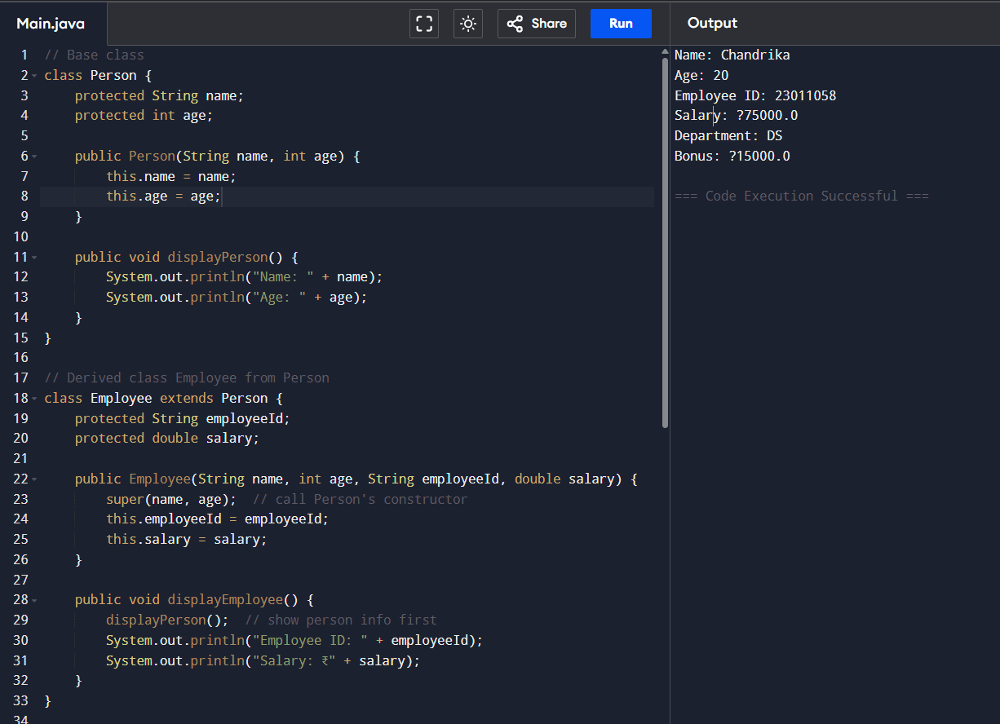 Main.java
Share
Run
Output
1 // Base class
2 class Person {
3     protected String name;
4     protected int age;
5
6     public Person(String name, int age) {
7         this.name = name;
8         this.age = age;
9     }
10
11     public void displayPerson() {
12         System.out.println("Name: " + name);
13         System.out.println("Age: " + age);
14     }
15 }
16
17 // Derived class Employee from Person
18 class Employee extends Person {
19     protected String employeeId;
20     protected double salary;
21
22     public Employee(String name, int age, String employeeId, double salary) {
23         super(name, age);  // call Person's constructor
24         this.employeeId = employeeId;
25         this.salary = salary;
26     }
27
28     public void displayEmployee() {
29         displayPerson();  // show person info first
30         System.out.println("Employee ID: " + employeeId);
31         System.out.println("Salary: ₹" + salary);
32     }
33 }
34
Name: Chandrika
Age: 20
Employee ID: 23011058
Salary: ?75000.0
Department: DS
Bonus: ?15000.0
=== Code Execution Successful ===